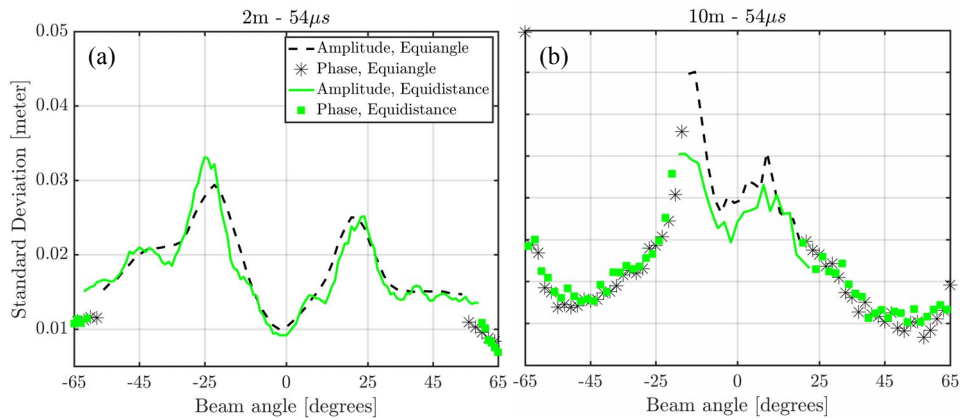 2m - 54μs
10m - 54μs
(a)
(b)
Amplitude, Equiangle
Phase, Equiangle
Amplitude, Equidistance
Phase, Equidistance
Standard Deviation [meter]
0.05
0.04
0.03
0.02
0.01
-65 -45 -25 0 25 45 65
-65 -45 -25 0 25 45 65
Beam angle [degrees]
Beam angle [degrees]